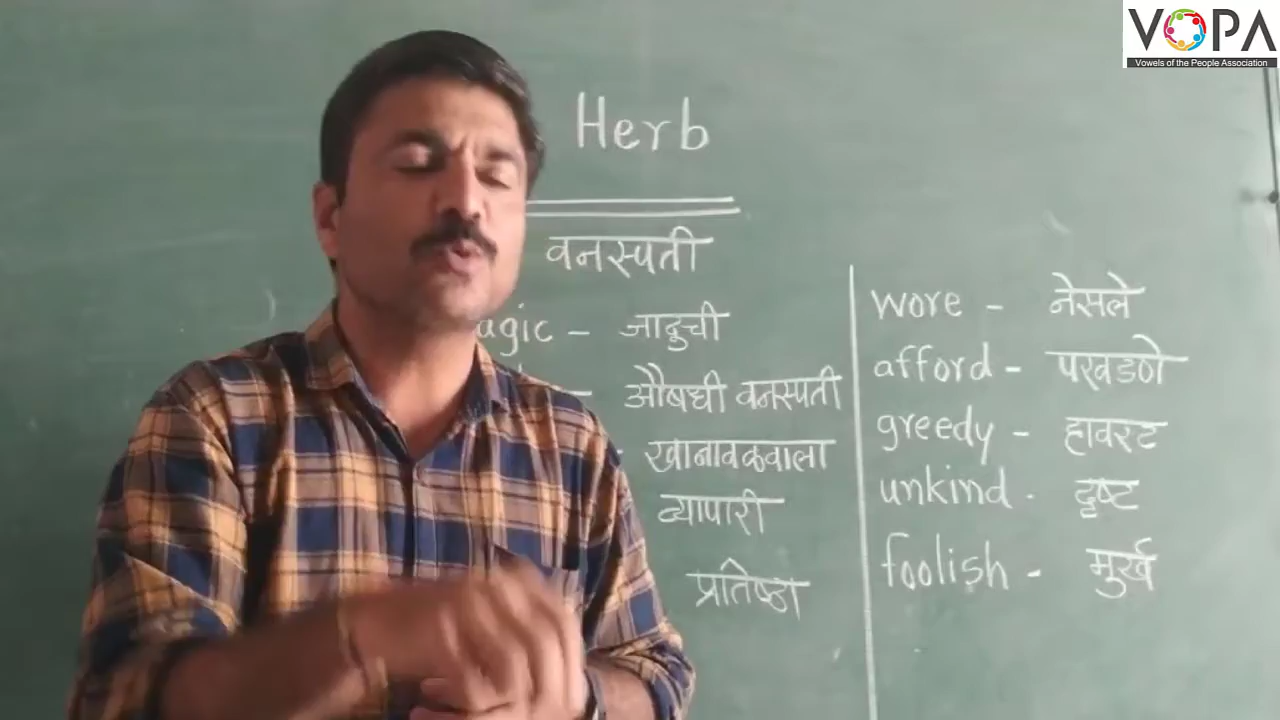 VOPA
Vowels of the People Association
Herb
वनस्पती
agic - जादुची
- औषधी वनस्पती
- खानावळवाला
व्यापारी
प्रतिष्ठा
wore - नेसले
afford - परवडणे
greedy - हावरट
unkind - दृष्ट
foolish - मुर्ख